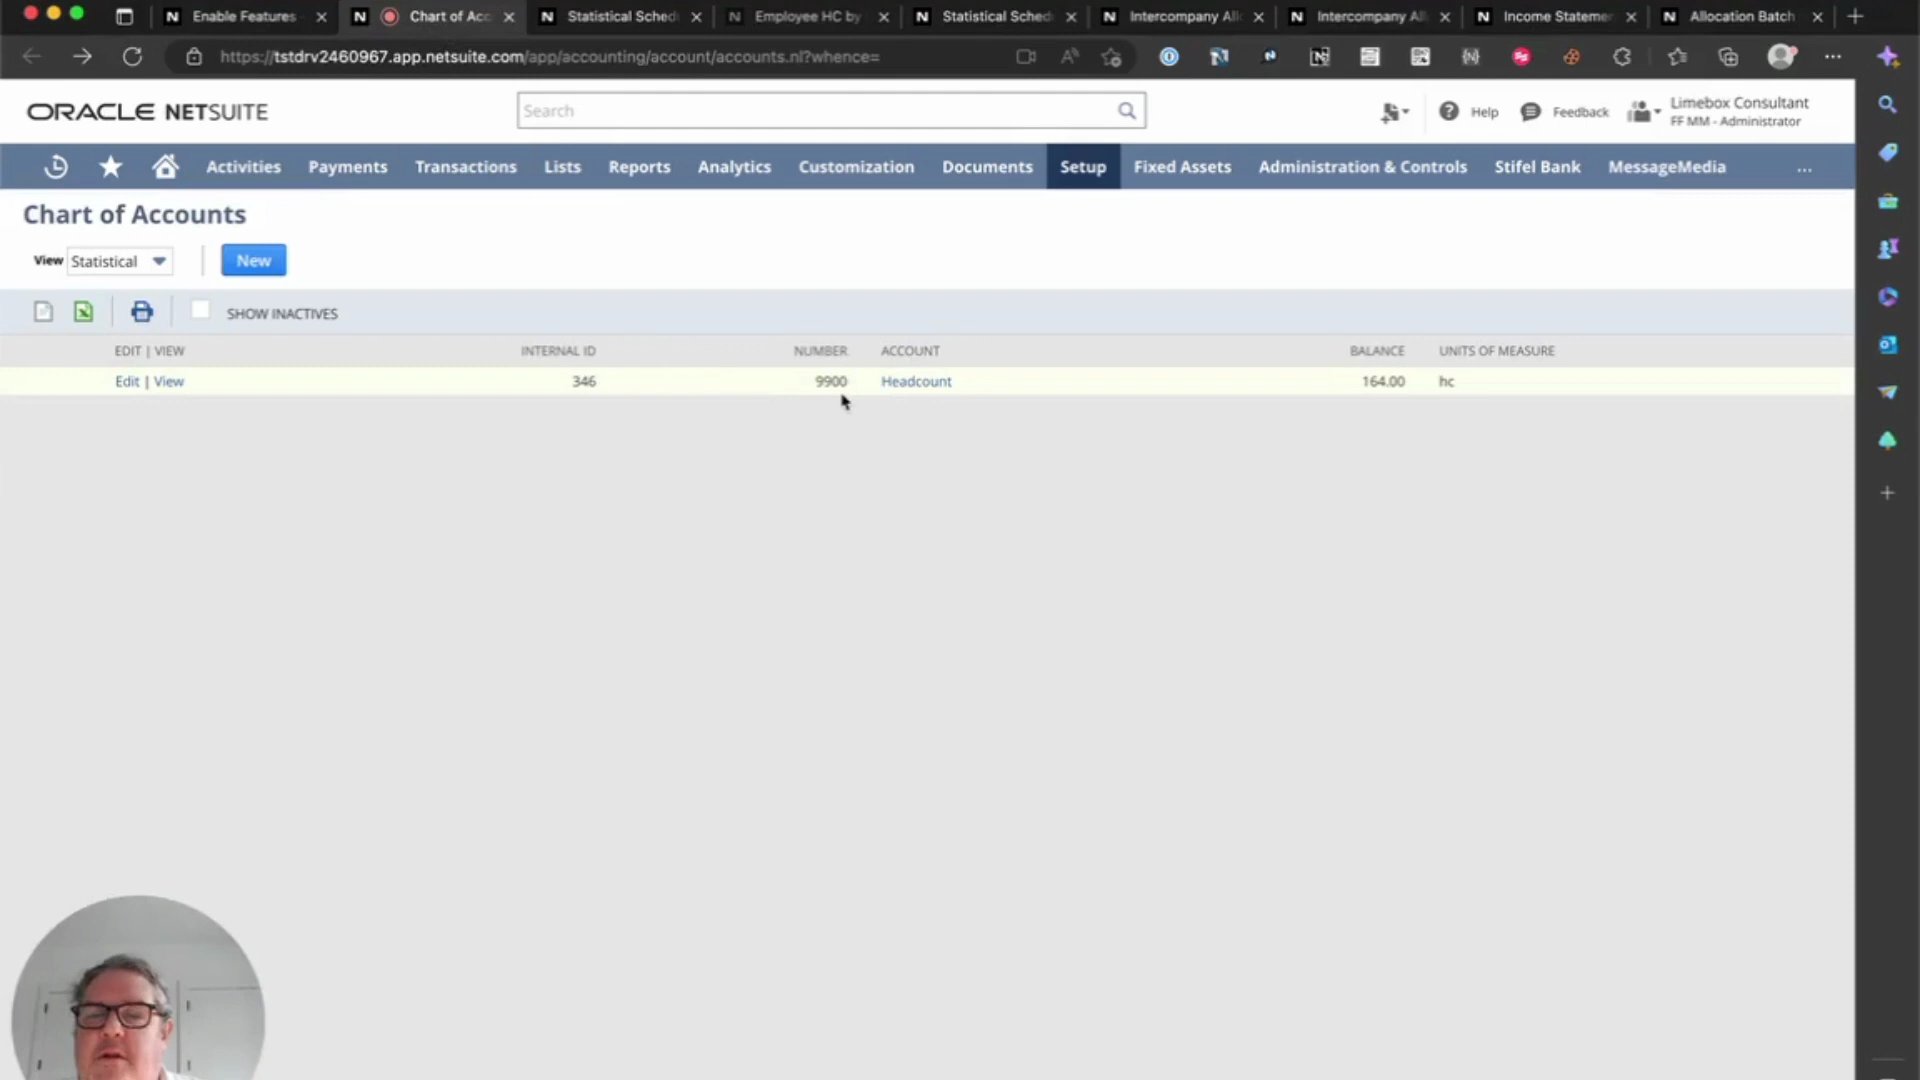 Enable Features
Chart of Acc
Statistical Sched
Employee HC by
Statistical Sched
Intercompany All
Intercompany All
Income Statemen
Allocation Batch
https://tstdrv2460967.app.netsuite.com/app/accounting/account/accounts.nl?whence=
ORACLE NETSUITE
Search
Help
Feedback
Limebox Consultant
FF MM - Administrator
Activities
Payments
Transactions
Lists
Reports
Analytics
Customization
Documents
Setup
Fixed Assets
Administration & Controls
Stifel Bank
MessageMedia
...
Chart of Accounts
View Statistical
New
SHOW INACTIVES
EDIT | VIEW INTERNAL ID NUMBER ACCOUNT BALANCE UNITS OF MEASURE
Edit | View 346 9900 Headcount 164.00 hc